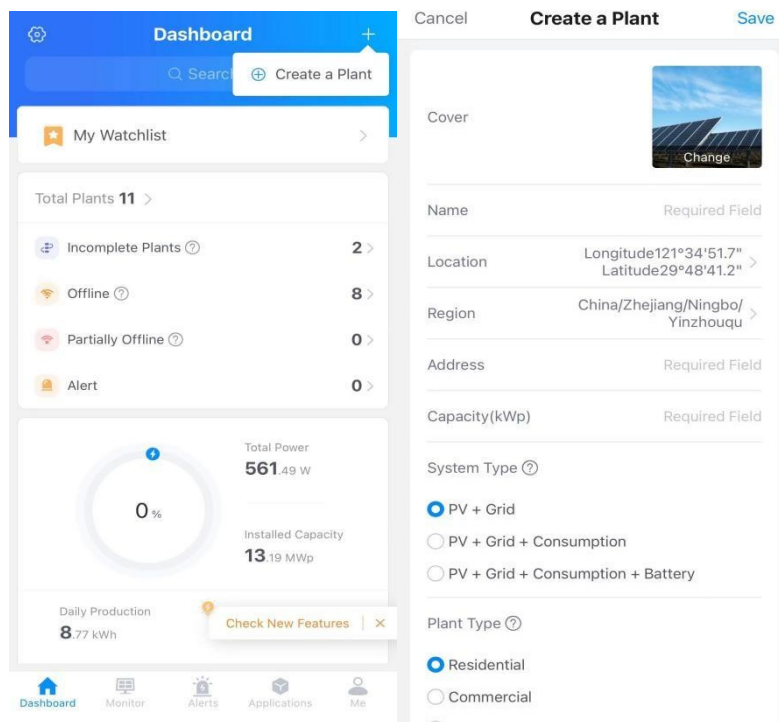 Dashboard
Search
Create a Plant
My Watchlist
Total Plants 11
Incomplete Plants
2
Offline
8
Partially Offline
0
Alert
0
0 %
Total Power
561.49 W
Installed Capacity
13.19 MWp
Daily Production
8.77 kWh
Check New Features
Dashboard
Monitor
Alerts
Applications
Me
Cancel
Create a Plant
Save
Cover
Change
Name
Required Field
Location
Longitude121°34'51.7"
Latitude29°48'41.2"
Region
China/Zhejiang/Ningbo/
Yinzhouqu
Address
Required Field
Capacity(kWp)
Required Field
System Type
PV + Grid
PV + Grid + Consumption
PV + Grid + Consumption + Battery
Plant Type
Residential
Commercial